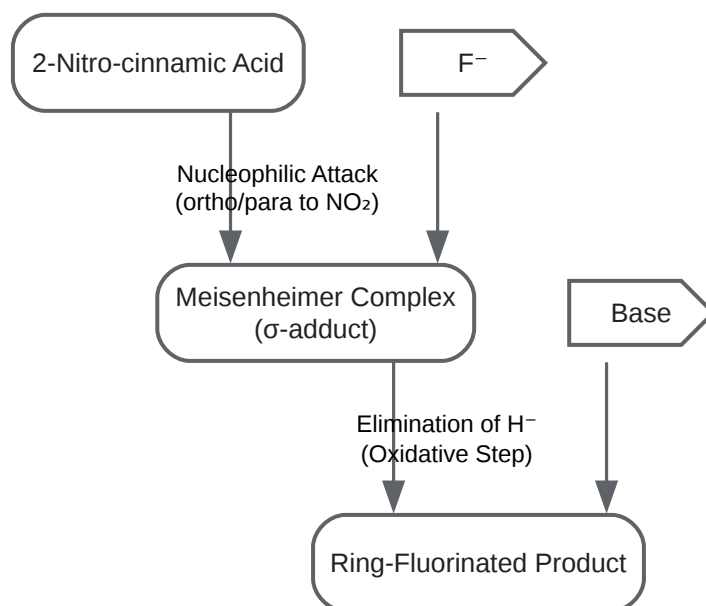 2-Nitro-cinnamic Acid
F⁻
Nucleophilic Attack
(ortho/para to NO₂)
Meisenheimer Complex
(σ-adduct)
Base
Elimination of H⁻
(Oxidative Step)
Ring-Fluorinated Product